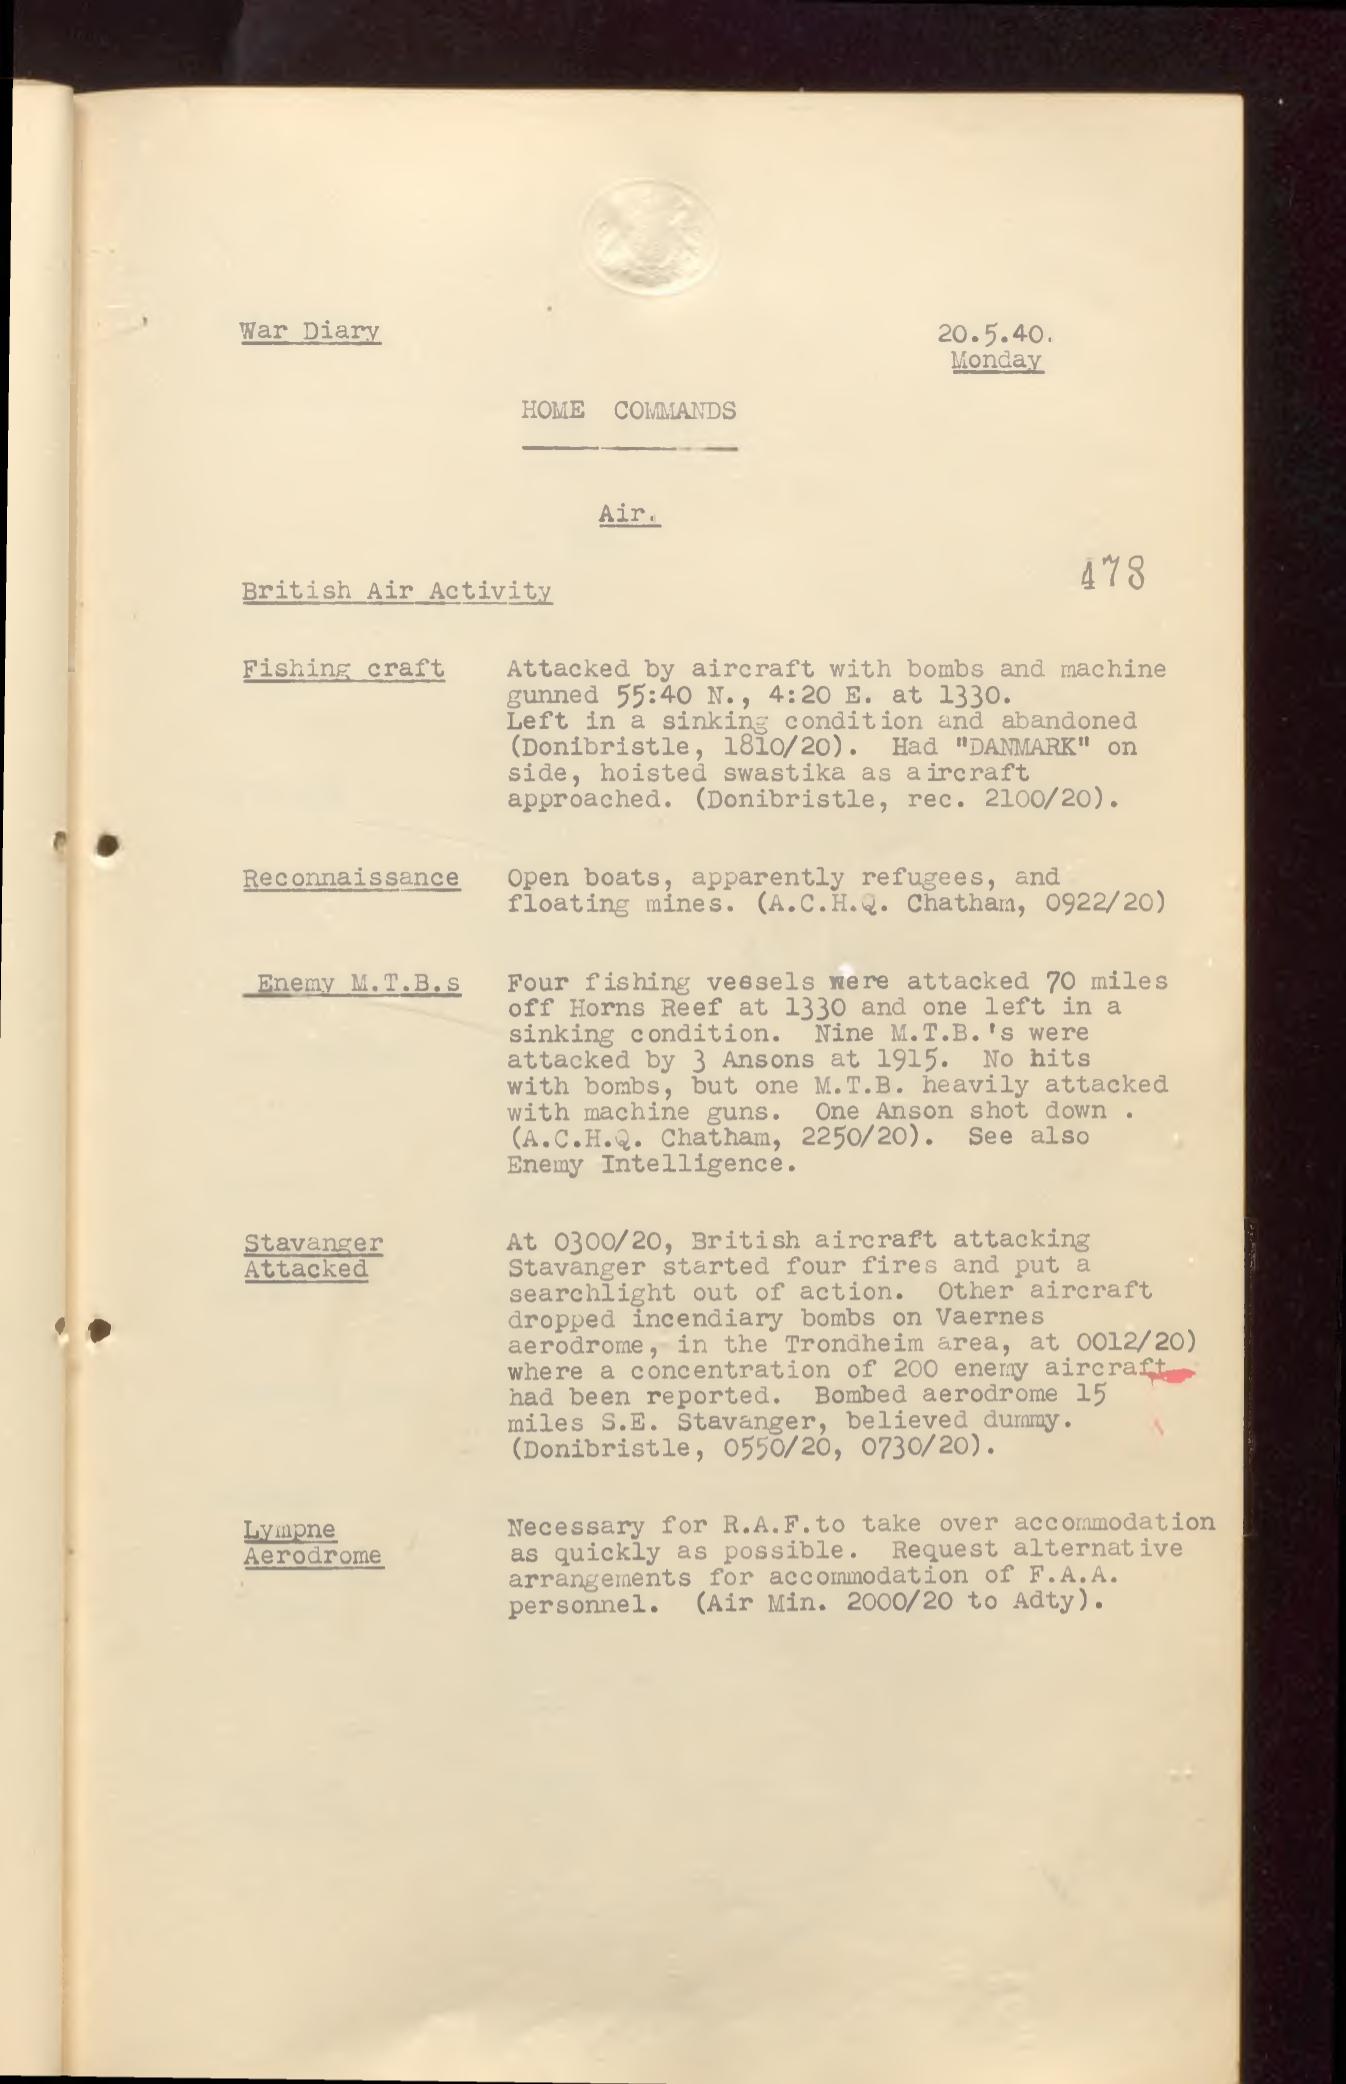 War Diary
20.5.40.
Monday
HOME COMMANDS
Air.
478
British Air Activity
Fishing craft
Attacked by aircraft with bombs and machine
gunned 55:40 N., 4:20 E. at 1330.
Left in a sinking condition and abandoned
(Donibristle, 1810/20). Had "DANMARK" on
side, hoisted swastika as aircraft
approached. (Donibristle, rec. 2100/20).
Reconnaissance
Open boats, apparently refugees, and
floating mines. (A.C.H.Q. Chatham, 0922/20)
Enemy M.T.B.s
Four fishing vessels were attacked 70 miles
off Horns Reef at 1330 and one left in a
sinking condition. Nine M.T.B.'s were
attacked by 3 Ansons at 1915. No hits
with bombs, but one M.T.B. heavily attacked
with machine guns. One Anson shot down .
(A.C.H.Q. Chatham, 2250/20). See also
Enemy Intelligence.
Stavanger
Attacked
At 0300/20, British aircraft attacking
Stavanger started four fires and put a
searchlight out of action. Other aircraft
dropped incendiary bombs on Vaernes
aerodrome, in the Trondheim area, at 0012/20)
where a concentration of 200 enemy aircraft
had been reported. Bombed aerodrome 15
miles S.E. Stavanger, believed dummy.
(Donibristle, 0550/20, 0730/20).
Lympne
Aerodrome
Necessary for R.A.F.to take over accommodation
as quickly as possible. Request alternative
arrangements for accommodation of F.A.A.
personnel. (Air Min. 2000/20 to Adty).